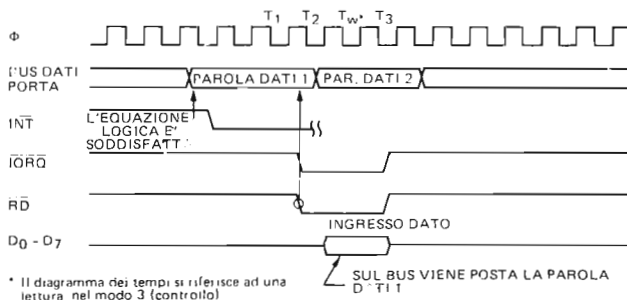 T1 T2 Tw* T3
Φ
BUS DATI
PORTA
PAROLA DATI 1
PAR. DATI 2
INT
L'EQUAZIONE
LOGICA E'
SODDISFATTA
IORQ
RD
INGRESSO DATO
D0 - D7
SUL BUS VIENE POSTA LA PAROLA
DATI 1
* Il diagramma dei tempi si riferisce ad una
lettura nel modo 3 (controllo)